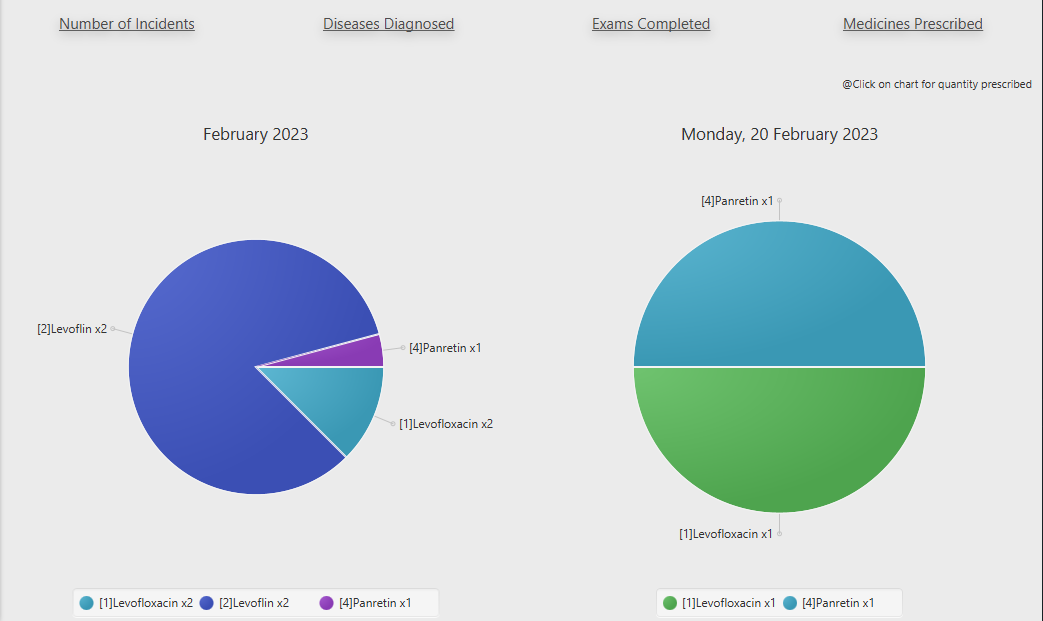 Number of Incidents
Diseases Diagnosed
Exams Completed
Medicines Prescribed
@Click on chart for quantity prescribed
February 2023
[2]Levoflin x2
[4]Panretin x1
[1]Levofloxacin x2
[1]Levofloxacin x2 [2]Levoflin x2 [4]Panretin x1
Monday, 20 February 2023
[4]Panretin x1
[1]Levofloxacin x1
[1]Levofloxacin x1 [4]Panretin x1